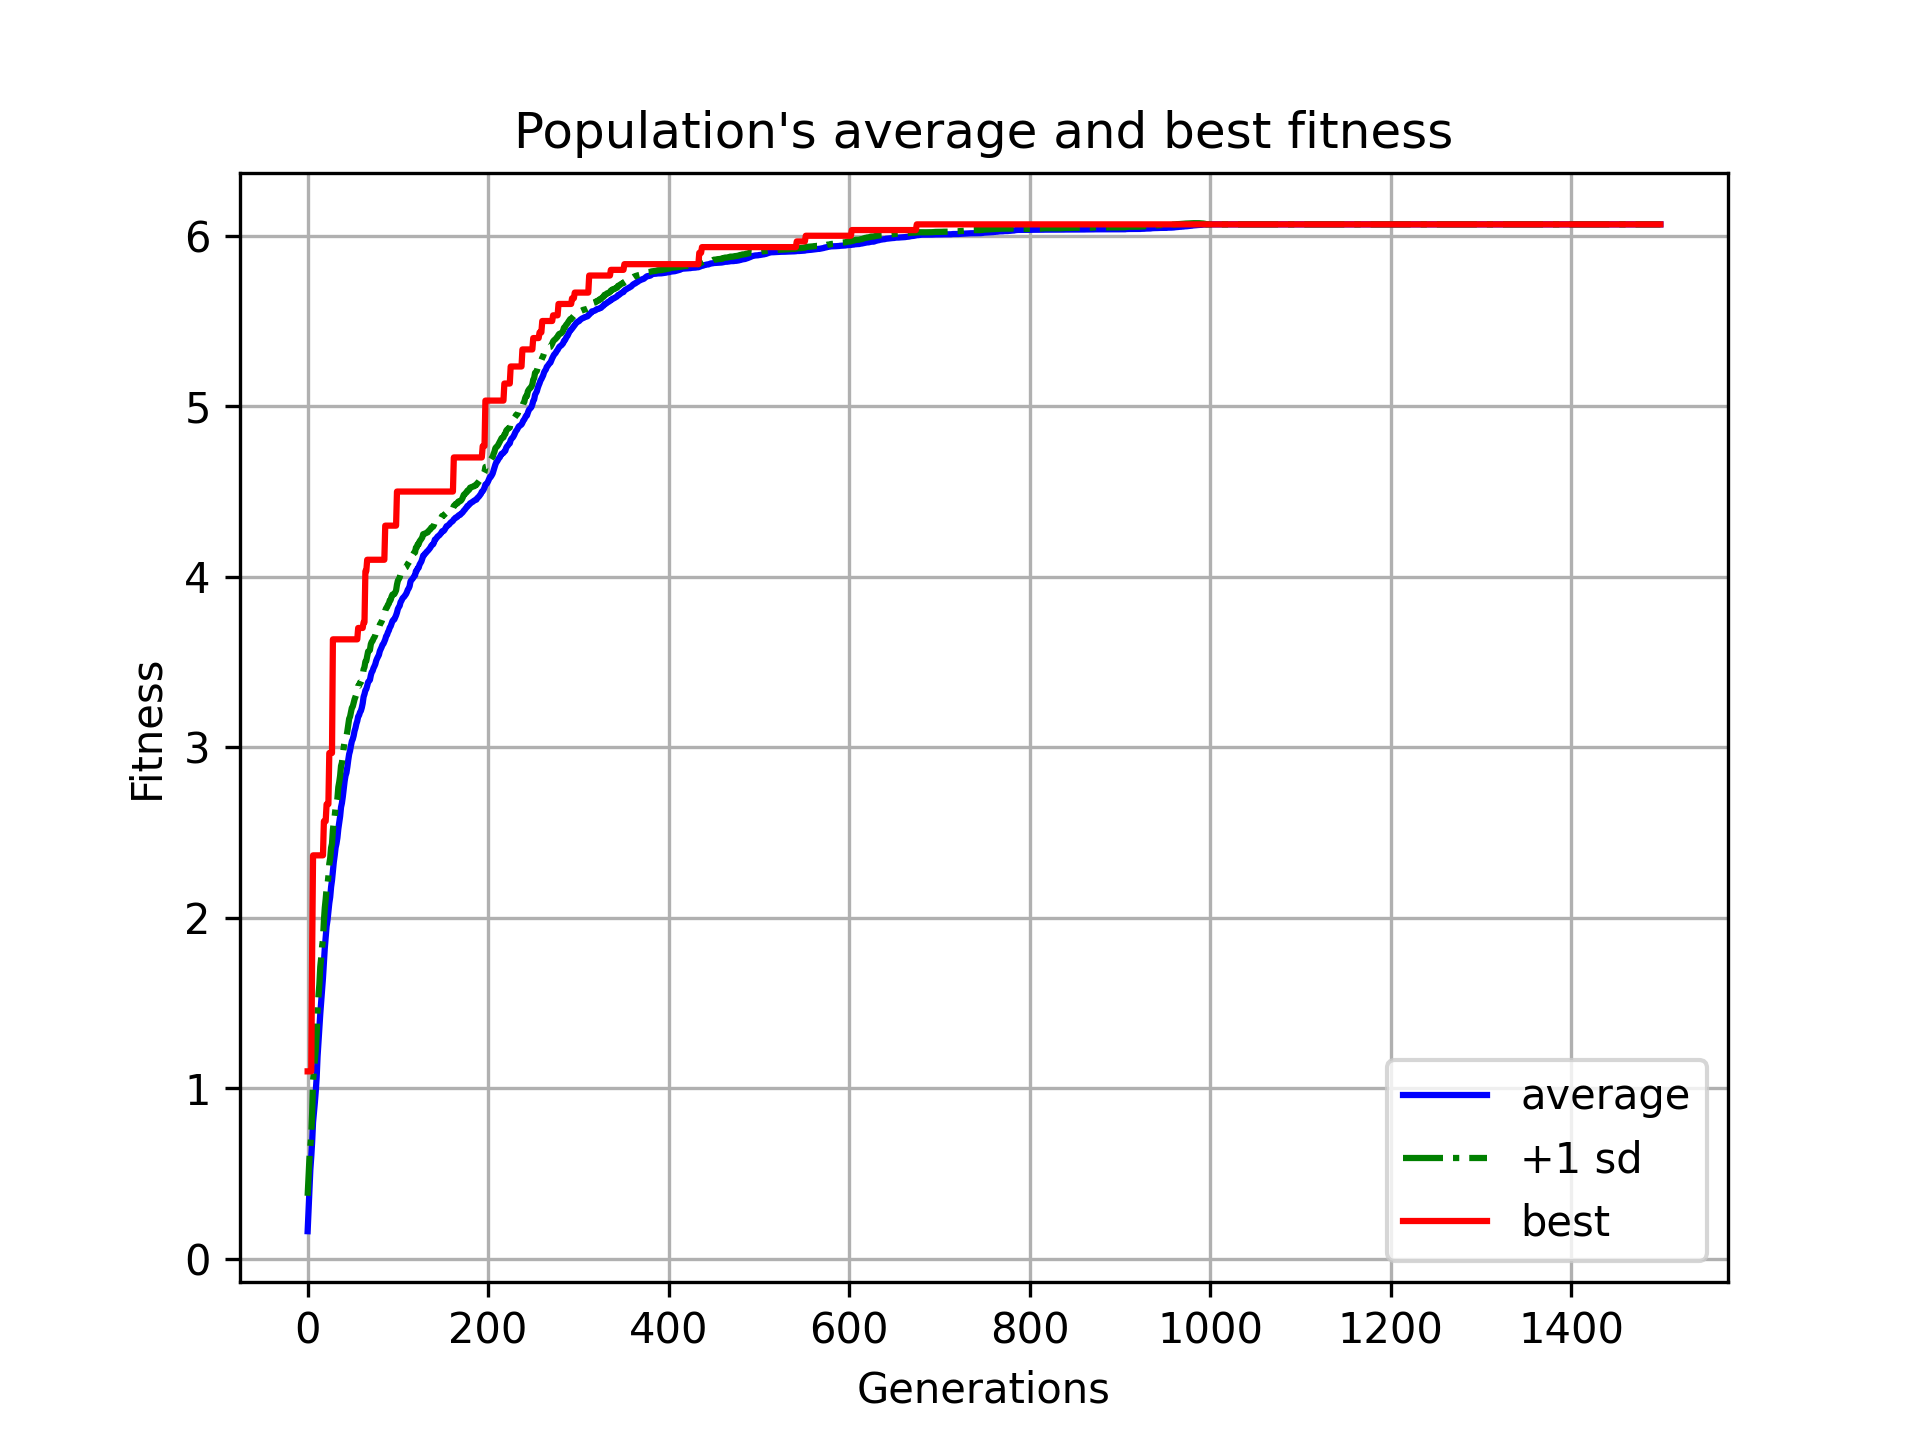 Population's average and best fitness
6
5
4
3
2
1
0
Fitness
0 200 400 600 800 1000 1200 1400
Generations
average
+1 sd
best